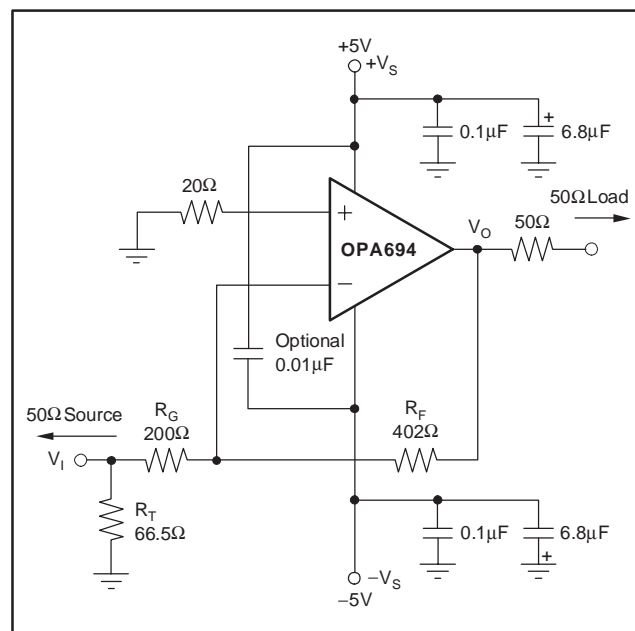 +5V
+V_S
0.1μF
6.8μF
+
20Ω
50Ω Load
+
V_O
50Ω
OPA694
−
Optional
0.01μF
50Ω Source
R_G
200Ω
R_F
402Ω
V_I
R_T
66.5Ω
0.1μF
6.8μF
+
−V_S
−5V